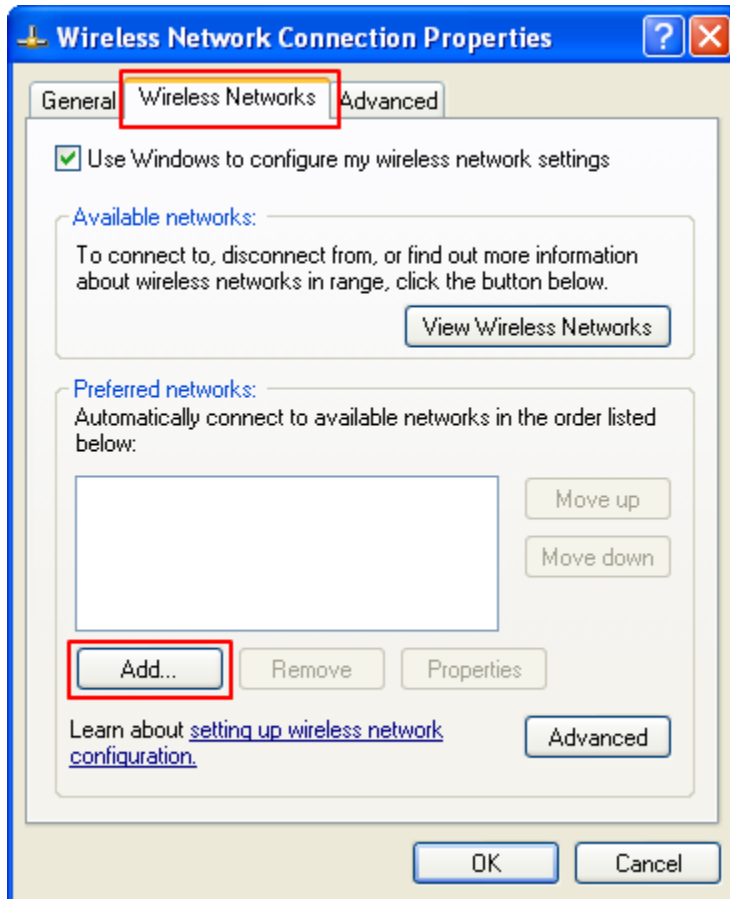 Wireless Network Connection Properties
?
General Wireless Networks Advanced
Use Windows to configure my wireless network settings
Available networks:
To connect to, disconnect from, or find out more information
about wireless networks in range, click the button below.
View Wireless Networks
Preferred networks:
Automatically connect to available networks in the order listed
below:
Move up
Move down
Add... Remove Properties
Learn about setting up wireless network
configuration.
Advanced
OK Cancel